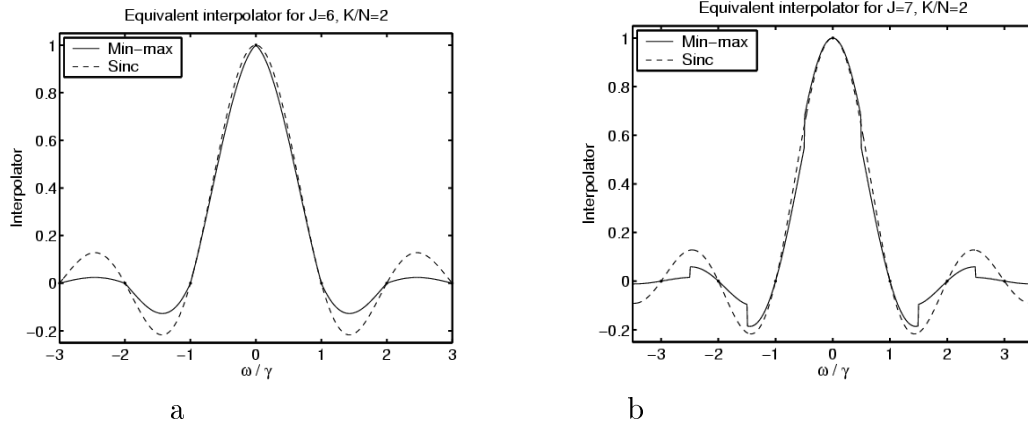 Equivalent interpolator for J=6, K/N=2
Min-max
Sinc
1
0.8
0.6
0.4
0.2
0
-0.2
Interpolator
-3 -2 -1 0 1 2 3
ω / γ
a
Equivalent interpolator for J=7, K/N=2
Min-max
Sinc
1
0.8
0.6
0.4
0.2
0
-0.2
Interpolator
-3 -2 -1 0 1 2 3
ω / γ
b